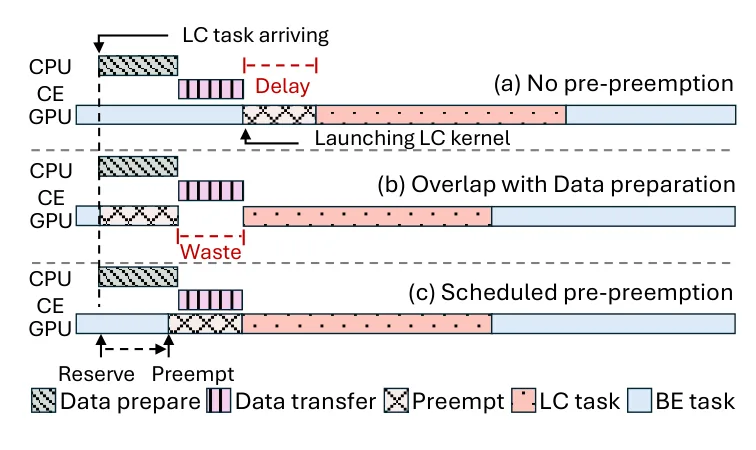 LC task arriving
CPU
CE
GPU
Delay
(a) No pre-preemption
Launching LC kernel
CPU
CE
GPU
(b) Overlap with Data preparation
Waste
CPU
CE
GPU
(c) Scheduled pre-preemption
Reserve Preempt
Data prepare Data transfer Preempt LC task BE task